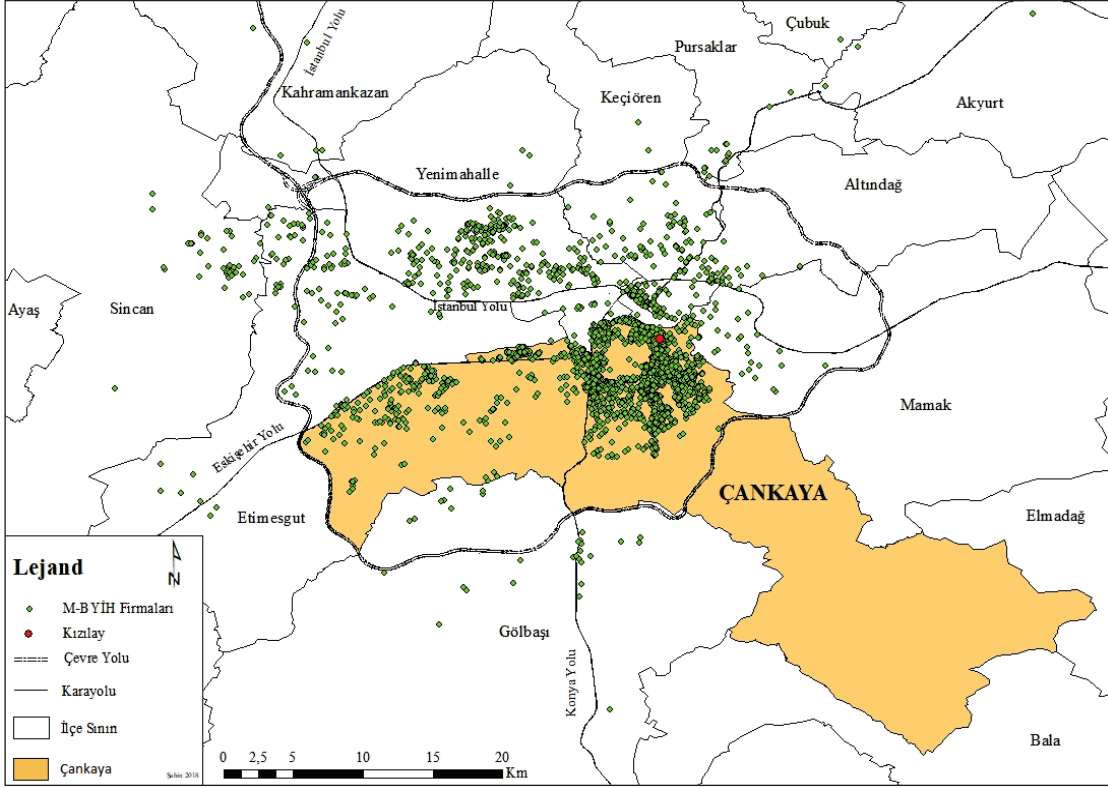 Çubuk
Pursaklar
İstanbul Yolu
Kahramankazan
Keçiören
Akyurt
Yenimahalle
Altındağ
Ayaş
Sincan
İstanbul Yolu
Mamak
Eskişehir Yolu
ÇANKAYA
Etimesgut
Elmadağ
Gölbaşı
Konya Yolu
Bala
Lejand
N
M-BYİH Firmaları
Kızılay
Çevre Yolu
Karayolu
İlçe Sınırı
Çankaya
Şahin 2018
0 2,5 5 10 15 20
Km